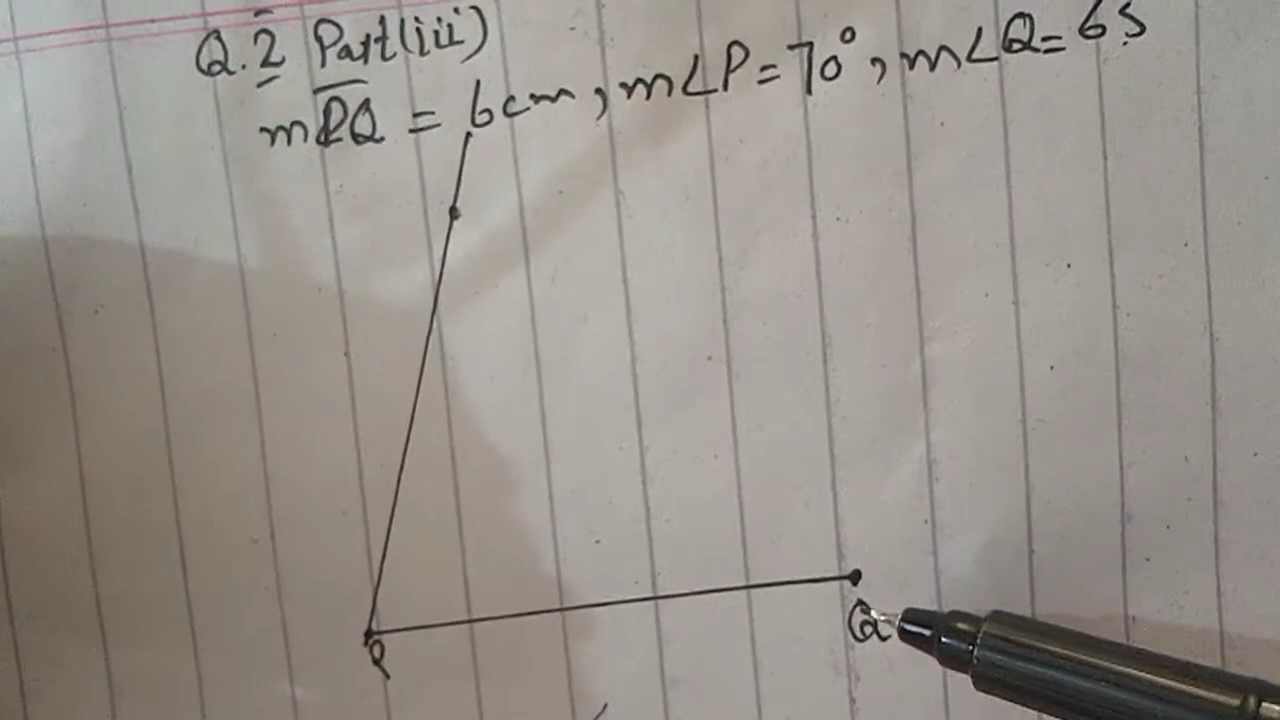 Q.2 Part(iii)
mPQ = 6cm, m∠P = 70°, m∠Q = 65
P
Q